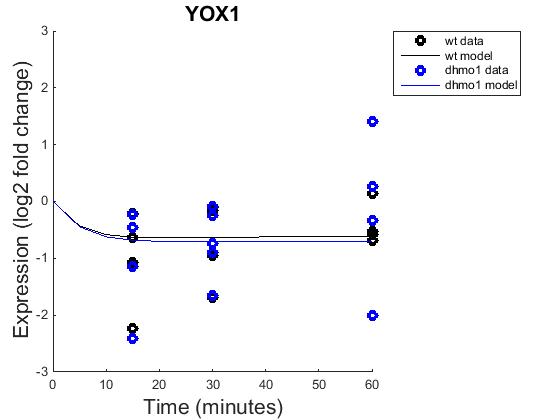 YOX1
wt data
wt model
dhmo1 data
dhmo1 model
Expression (log2 fold change)
3
2
1
0
-1
-2
-3
0 10 20 30 40 50 60
Time (minutes)